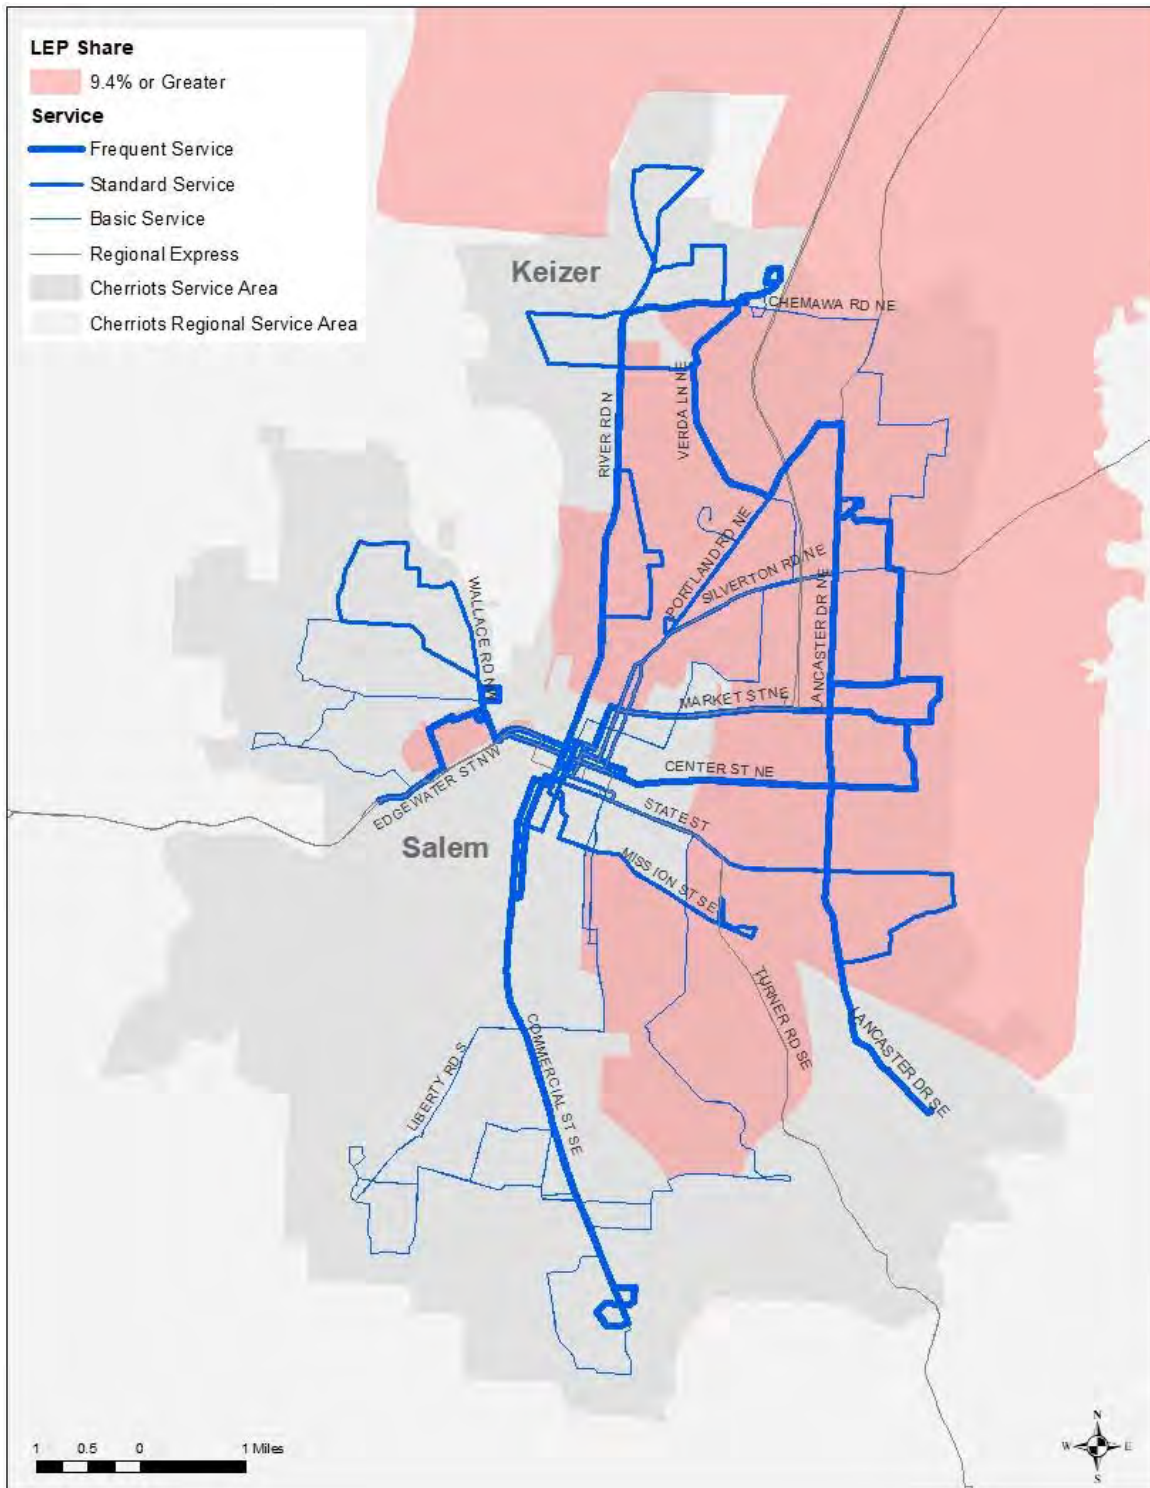 LEP Share
9.4% or Greater
Service
Frequent Service
Standard Service
Basic Service
Regional Express
Cherriots Service Area
Cherriots Regional Service Area
Keizer
CHEMAWA RD NE
VERDA LN NE
RIVER RD N
PORTLAND RD NE
SILVERTON RD NE
LANCASTER DR NE
WALLACE RD NW
MARKET ST NE
CENTER ST NE
EDGEWATER ST NW
STATE ST
Salem
MISSION ST SE
TURNER RD SE
LANCASTER DR SE
COMMERCIAL ST SE
LIBERTY RD S
1 0.5 0 1 Miles
N
W E
S